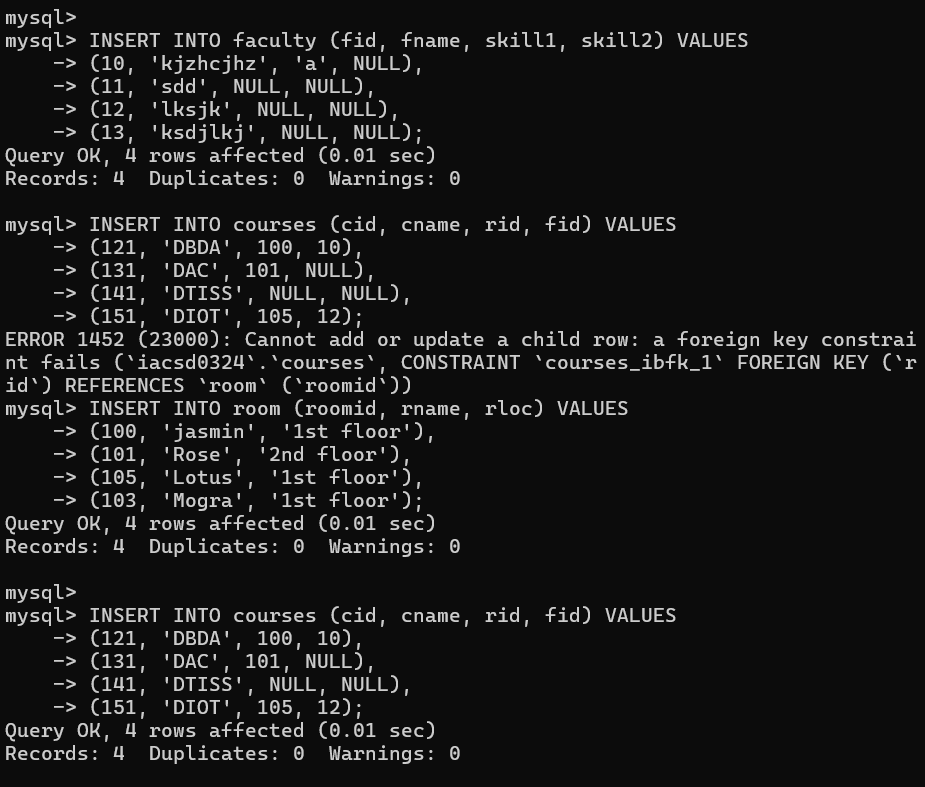 mysql>
mysql> INSERT INTO faculty (fid, fname, skill1, skill2) VALUES
    -> (10, 'kjzhcjhz', 'a', NULL),
    -> (11, 'sdd', NULL, NULL),
    -> (12, 'lksjk', NULL, NULL),
    -> (13, 'ksdjlkj', NULL, NULL);
Query OK, 4 rows affected (0.01 sec)
Records: 4  Duplicates: 0  Warnings: 0

mysql> INSERT INTO courses (cid, cname, rid, fid) VALUES
    -> (121, 'DBDA', 100, 10),
    -> (131, 'DAC', 101, NULL),
    -> (141, 'DTISS', NULL, NULL),
    -> (151, 'DIOT', 105, 12);
ERROR 1452 (23000): Cannot add or update a child row: a foreign key constrai
nt fails (`iacsd0324`.`courses`, CONSTRAINT `courses_ibfk_1` FOREIGN KEY (`r
id`) REFERENCES `room` (`roomid`))
mysql> INSERT INTO room (roomid, rname, rloc) VALUES
    -> (100, 'jasmin', '1st floor'),
    -> (101, 'Rose', '2nd floor'),
    -> (105, 'Lotus', '1st floor'),
    -> (103, 'Mogra', '1st floor');
Query OK, 4 rows affected (0.01 sec)
Records: 4  Duplicates: 0  Warnings: 0

mysql>
mysql> INSERT INTO courses (cid, cname, rid, fid) VALUES
    -> (121, 'DBDA', 100, 10),
    -> (131, 'DAC', 101, NULL),
    -> (141, 'DTISS', NULL, NULL),
    -> (151, 'DIOT', 105, 12);
Query OK, 4 rows affected (0.01 sec)
Records: 4  Duplicates: 0  Warnings: 0